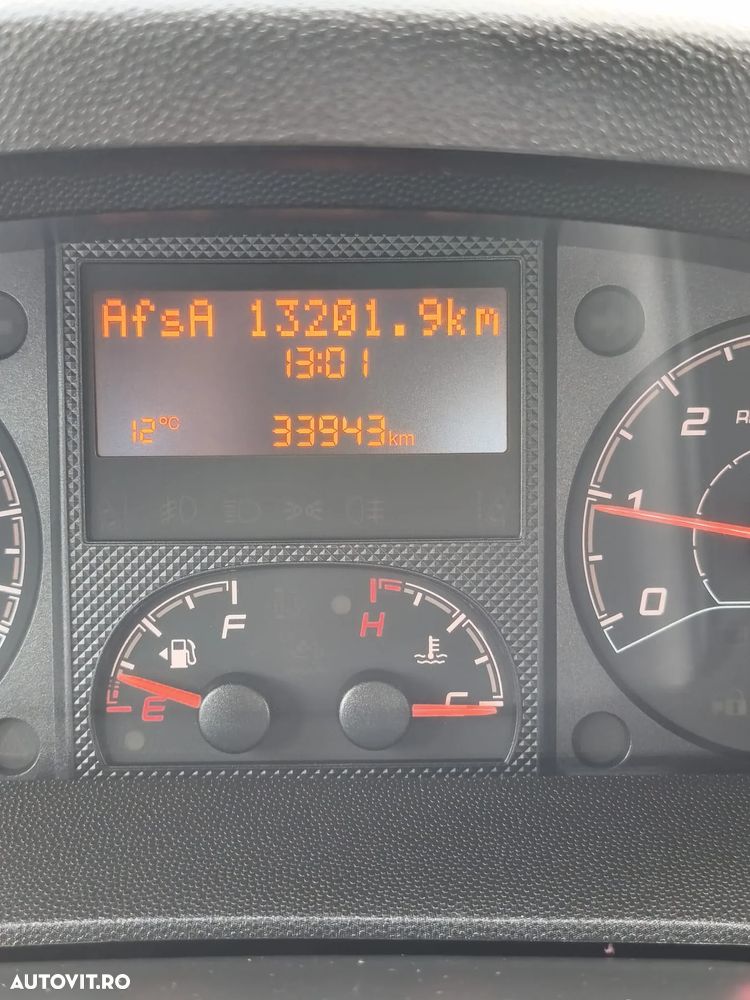 AfsA 13201.9km
13:01
12°C 33943km
2 R
1
0
F H
E C
AUTOVIT.RO